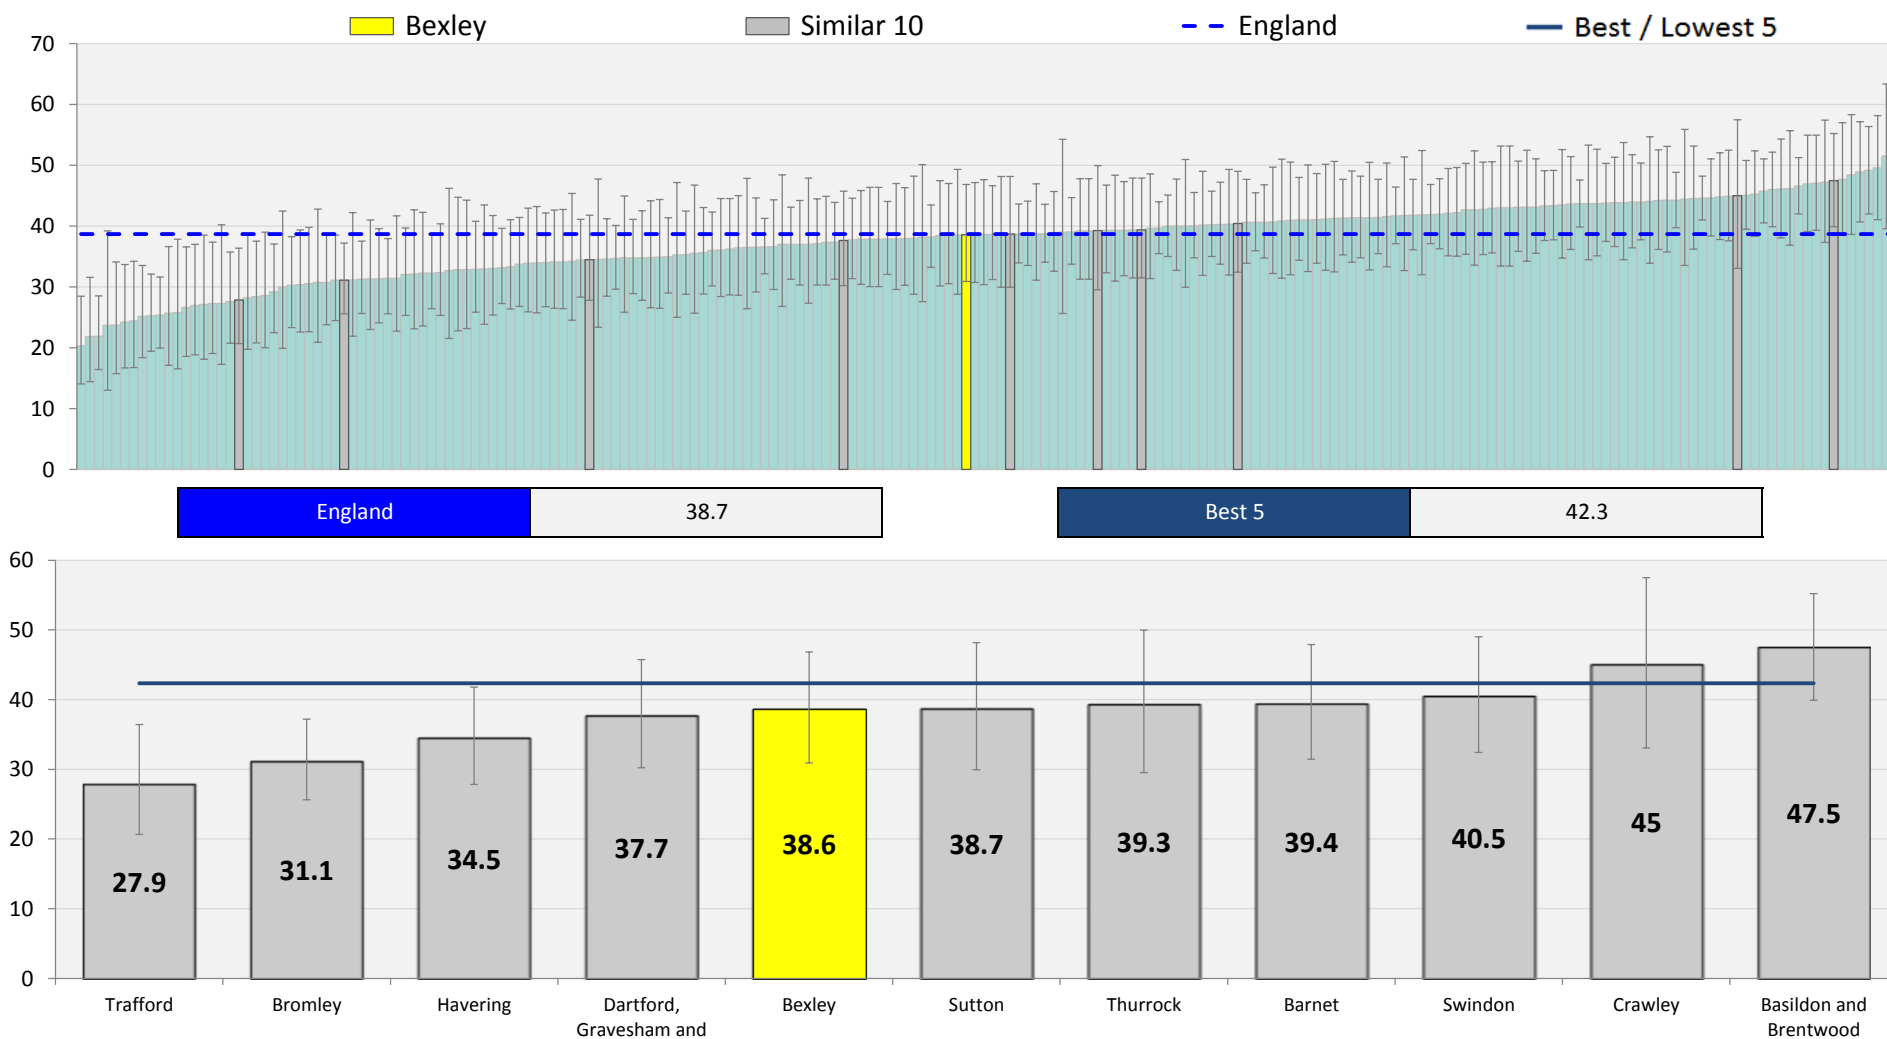 Bexley
Similar 10
England
Best / Lowest 5
70
60
50
40
30
20
10
0
England
38.7
Best 5
42.3
60
50
40
30
20
10
0
27.9
31.1
34.5
37.7
38.6
38.7
39.3
39.4
40.5
45
47.5
Trafford
Bromley
Havering
Dartford,
Gravesham and
Bexley
Sutton
Thurrock
Barnet
Swindon
Crawley
Basildon and
Brentwood